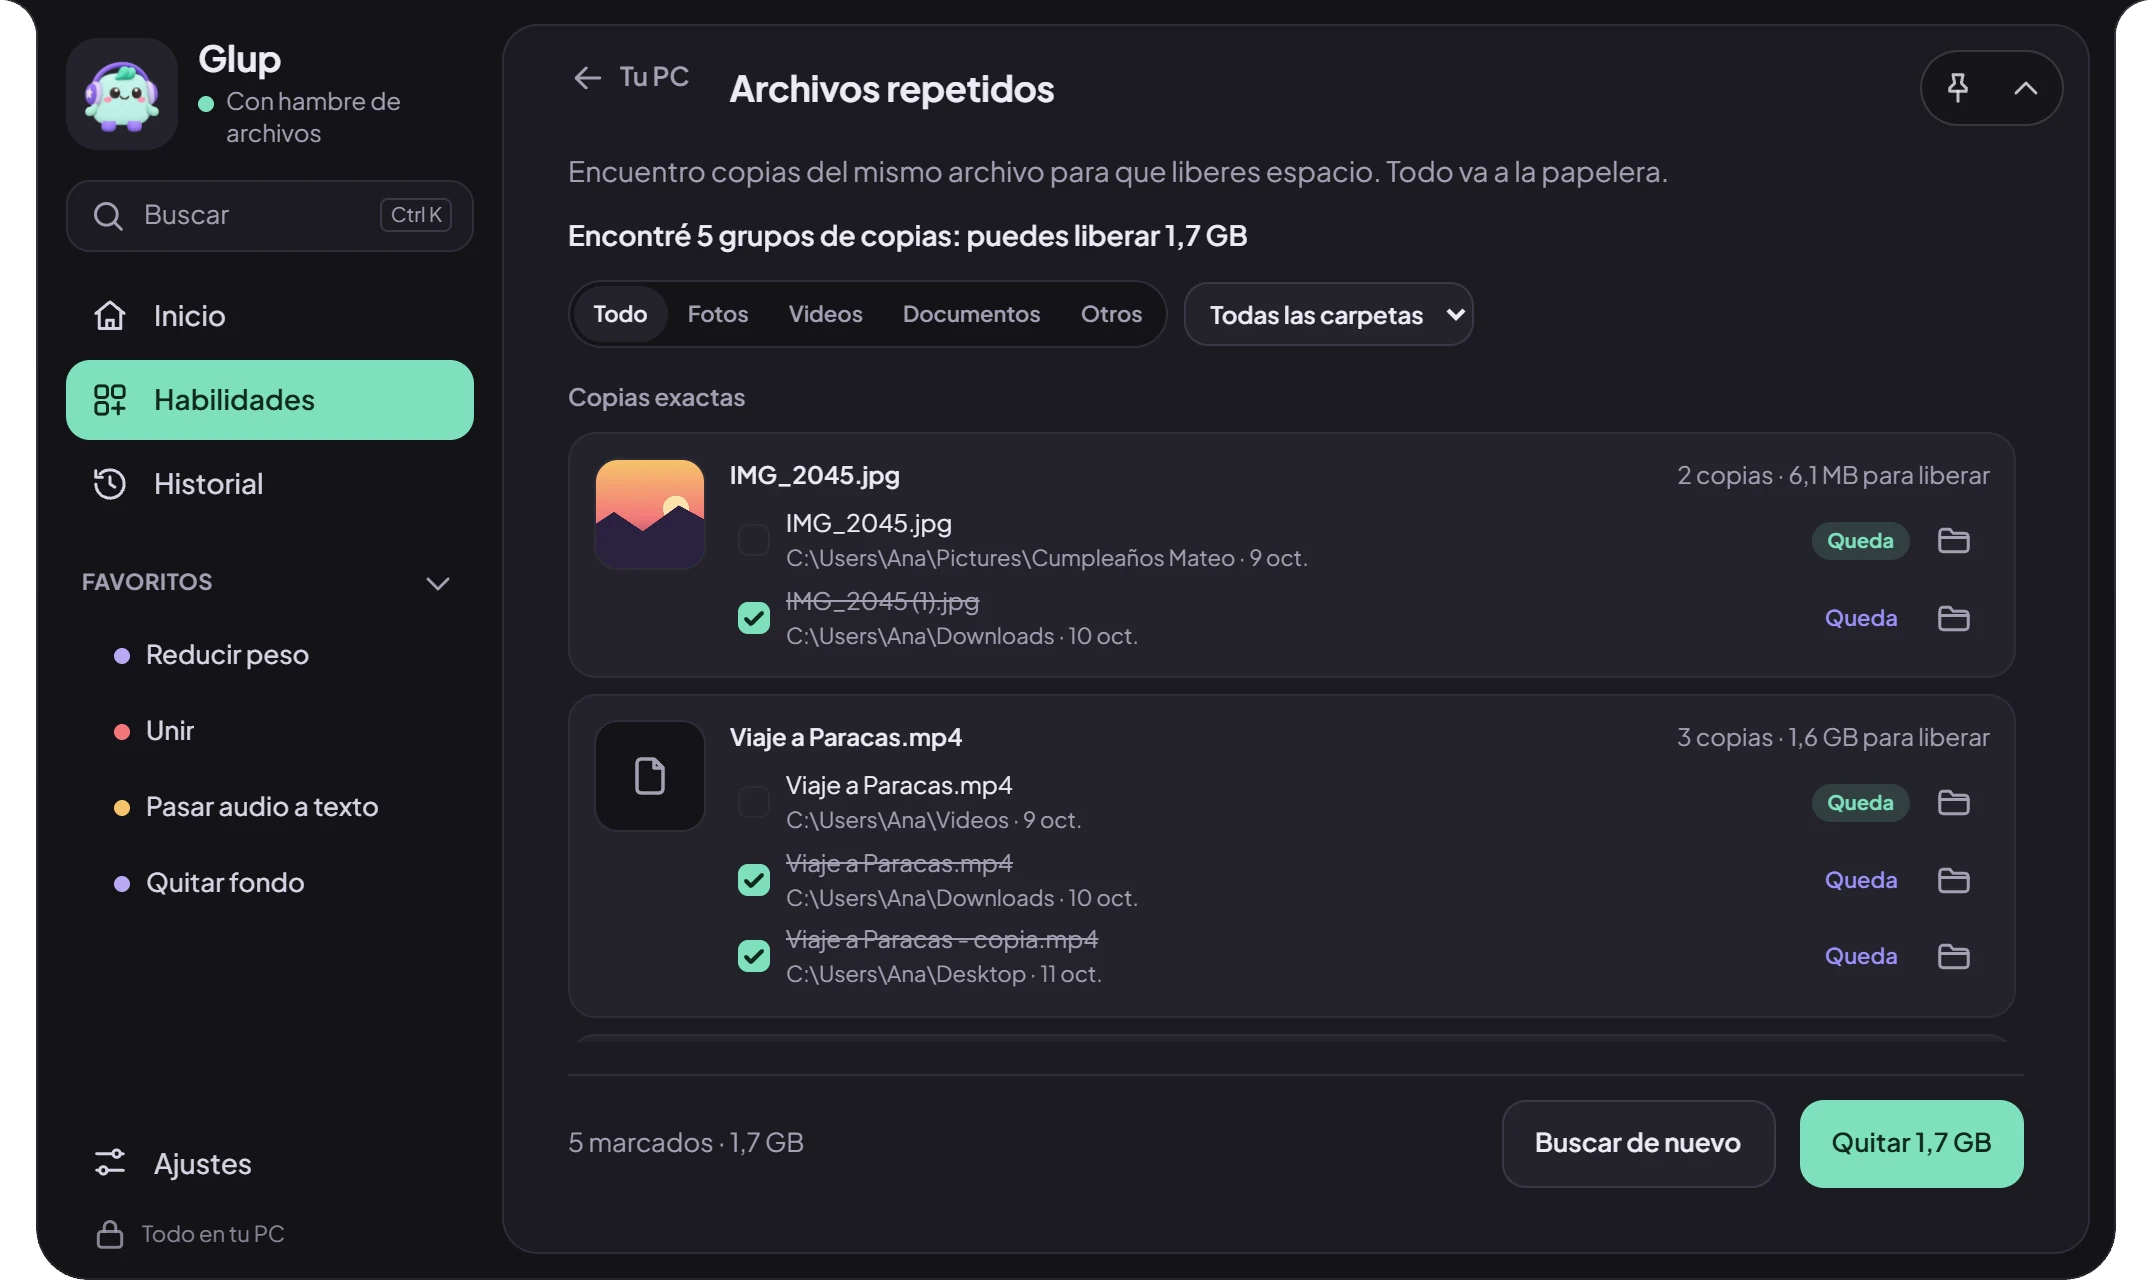 Glup
Con hambre de
archivos
Buscar
Ctrl K
Inicio
Habilidades
Historial
FAVORITOS
Reducir peso
Unir
Pasar audio a texto
Quitar fondo
Ajustes
Todo en tu PC
Tu PC
Archivos repetidos
Encuentro copias del mismo archivo para que liberes espacio. Todo va a la papelera.
Encontré 5 grupos de copias: puedes liberar 1,7 GB
Todo
Fotos
Videos
Documentos
Otros
Todas las carpetas
Copias exactas
IMG_2045.jpg
2 copias · 6,1 MB para liberar
IMG_2045.jpg
C:\Users\Ana\Pictures\Cumpleaños Mateo · 9 oct.
Queda
IMG_2045 (1).jpg
C:\Users\Ana\Downloads · 10 oct.
Queda
Viaje a Paracas.mp4
3 copias · 1,6 GB para liberar
Viaje a Paracas.mp4
C:\Users\Ana\Videos · 9 oct.
Queda
Viaje a Paracas.mp4
C:\Users\Ana\Downloads · 10 oct.
Queda
Viaje a Paracas - copia.mp4
C:\Users\Ana\Desktop · 11 oct.
Queda
5 marcados · 1,7 GB
Buscar de nuevo
Quitar 1,7 GB